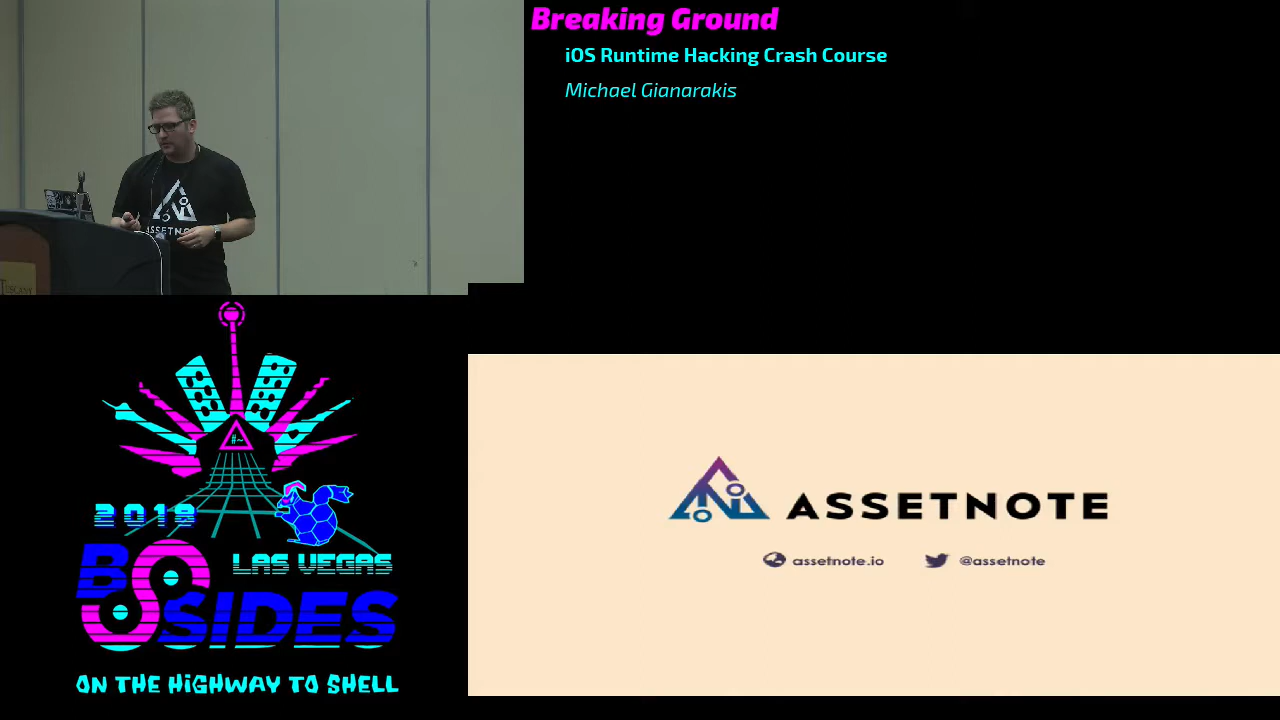 Breaking Ground
iOS Runtime Hacking Crash Course
Michael Gianarakis
#~
2019
LAS VEGAS
BSIDES
ON THE HiGHWAY TO SHELL
ASSETNOTE
assetnote.io
@assetnote